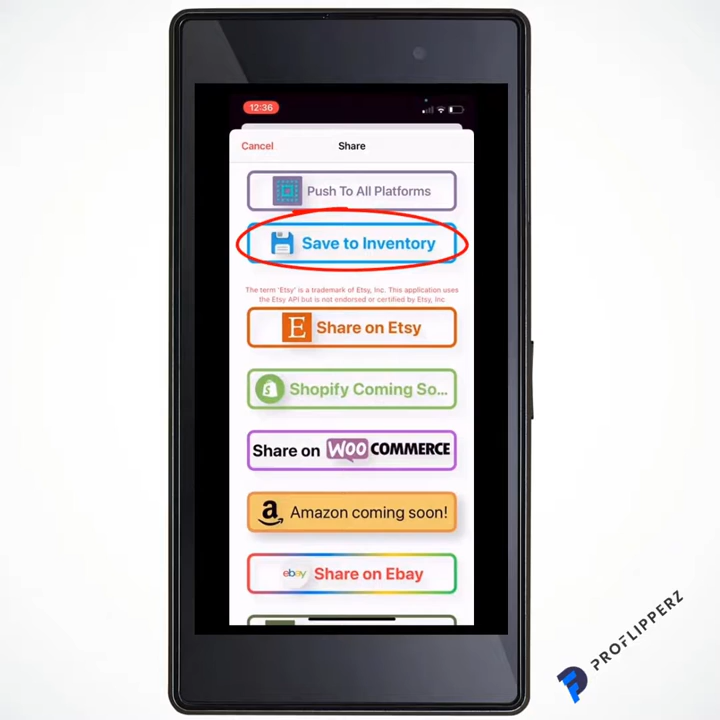 12:36
Cancel
Share
Push To All Platforms
Save to Inventory
The term 'Etsy' is a trademark of Etsy, Inc. This application uses
the Etsy API but is not endorsed or certified by Etsy, Inc
E Share on Etsy
Shopify Coming So...
Share on WOO COMMERCE
a Amazon coming soon!
ebay Share on Ebay
PROFLIPPERZ